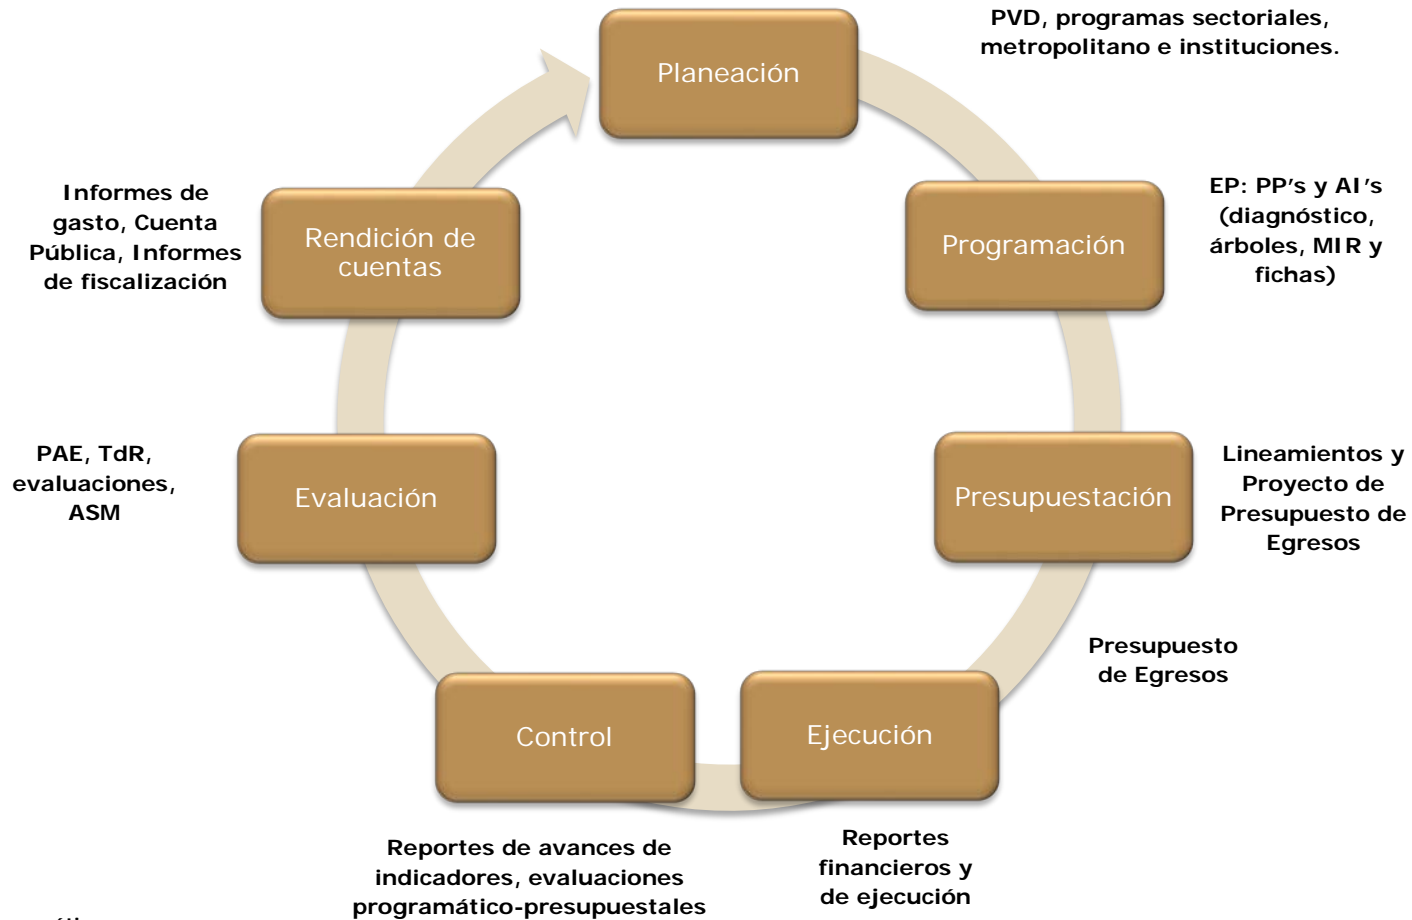 PVD, programas sectoriales,
metropolitano e instituciones.
Planeación
EP: PP's y AI's
(diagnóstico,
árboles, MIR y
fichas)
Programación
Lineamientos y
Proyecto de
Presupuesto de
Egresos
Presupuestación
Presupuesto
de Egresos
Ejecución
Reportes
financieros y
de ejecución
Control
Reportes de avances de
indicadores, evaluaciones
programático-presupuestales
Evaluación
PAE, TdR,
evaluaciones,
ASM
Rendición de
cuentas
Informes de
gasto, Cuenta
Pública, Informes
de fiscalización